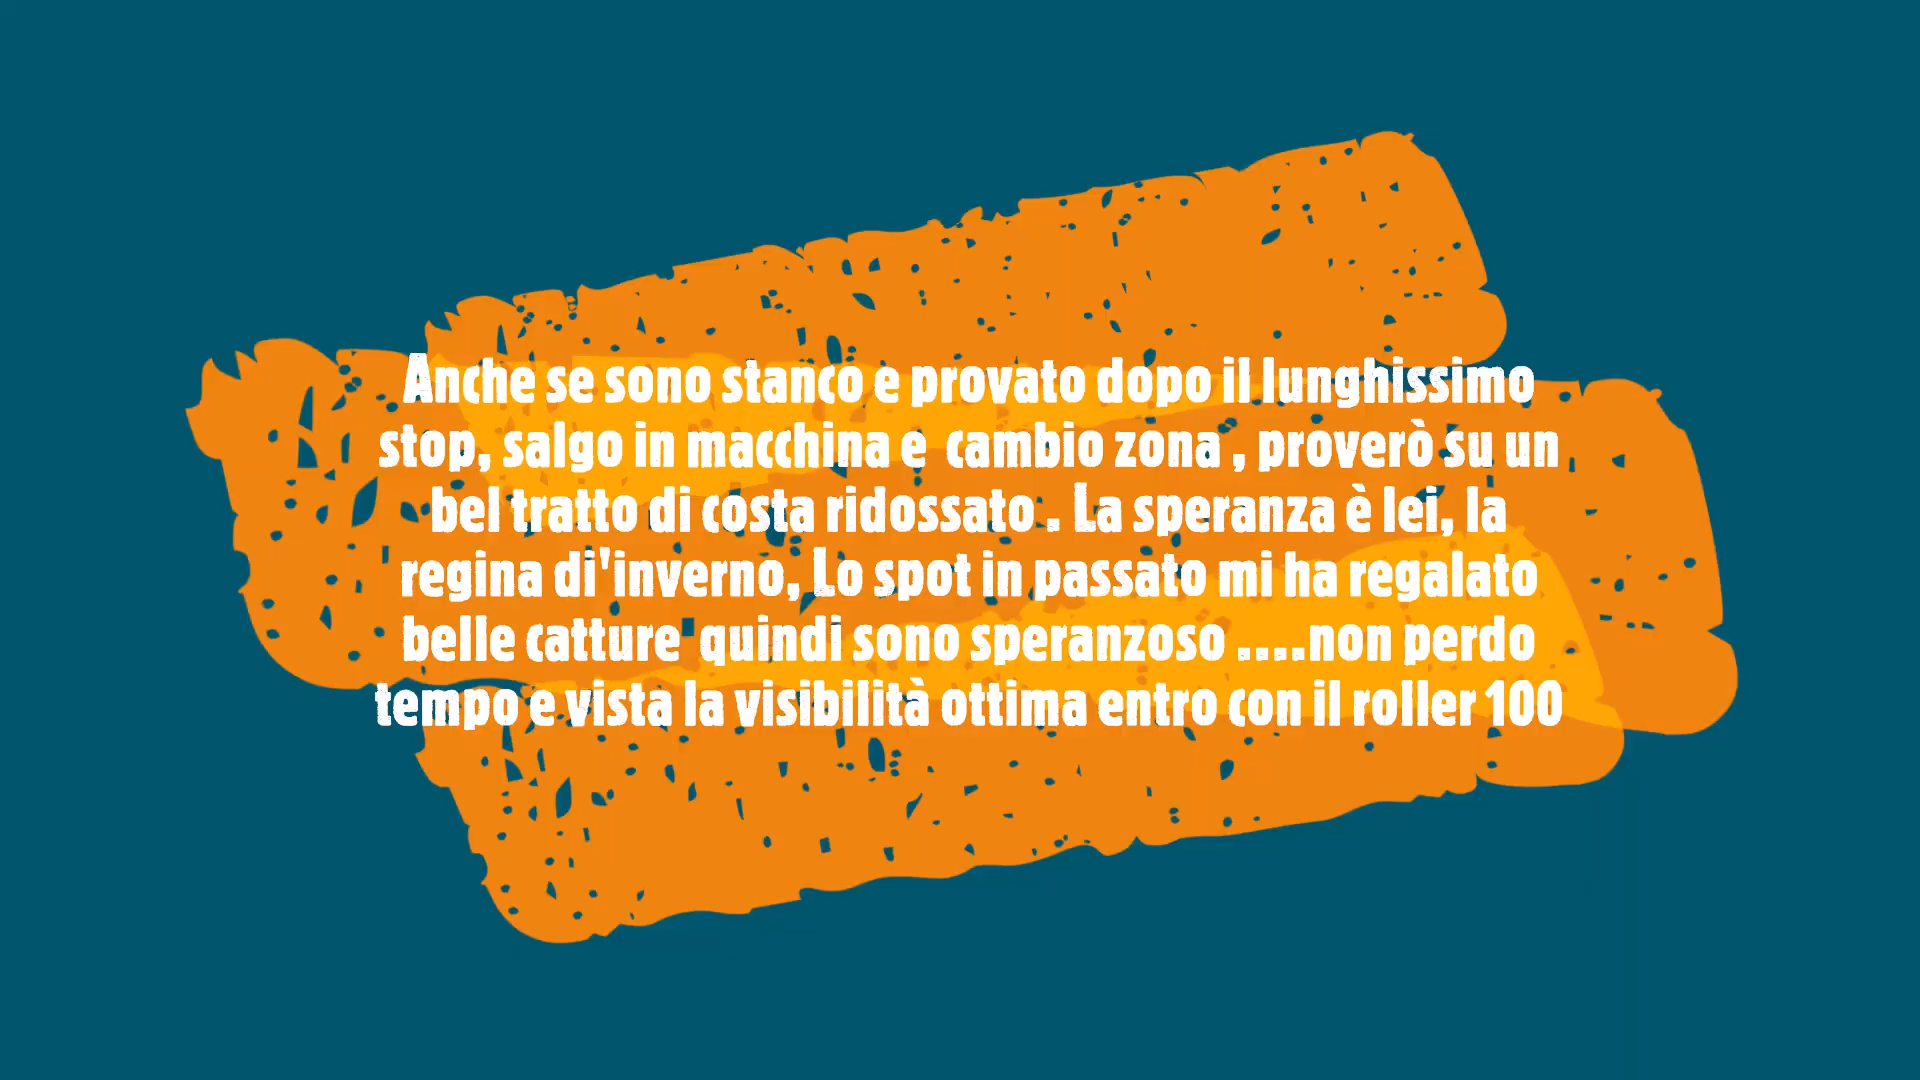 Anche se sono stanco e provato dopo il lunghissimo
stop, salgo in macchina e  cambio zona , proverò su un
bel tratto di costa ridossato . La speranza è lei, la
regina di'inverno, Lo spot in passato mi ha regalato
belle catture  quindi sono speranzoso ....non perdo
tempo e vista la visibilità ottima entro con il roller 100